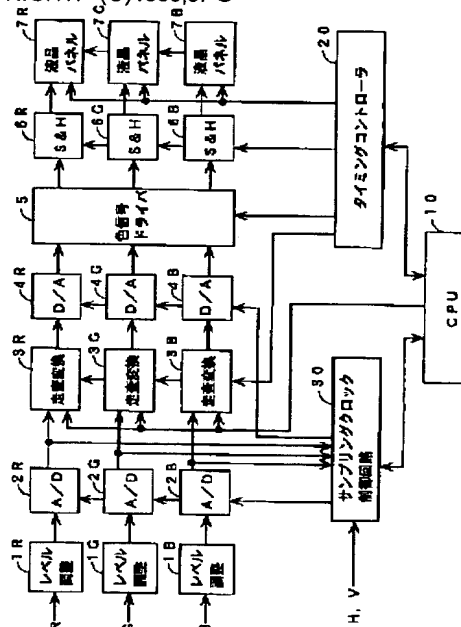 1R
レベル
調整
2R
A/D
3R
走査変換
4R
D/A
5
色信号
ドライバ
6R
S&H
7R
液晶
パネル
1G
レベル
調整
2G
A/D
3G
走査変換
4G
D/A
6G
S&H
7G
液晶
パネル
1B
レベル
調整
2B
A/D
3B
走査変換
4B
D/A
6B
S&H
7B
液晶
パネル
H, V
30
サンプリングクロック
制御回路
20
タイミングコントローラ
10
CPU